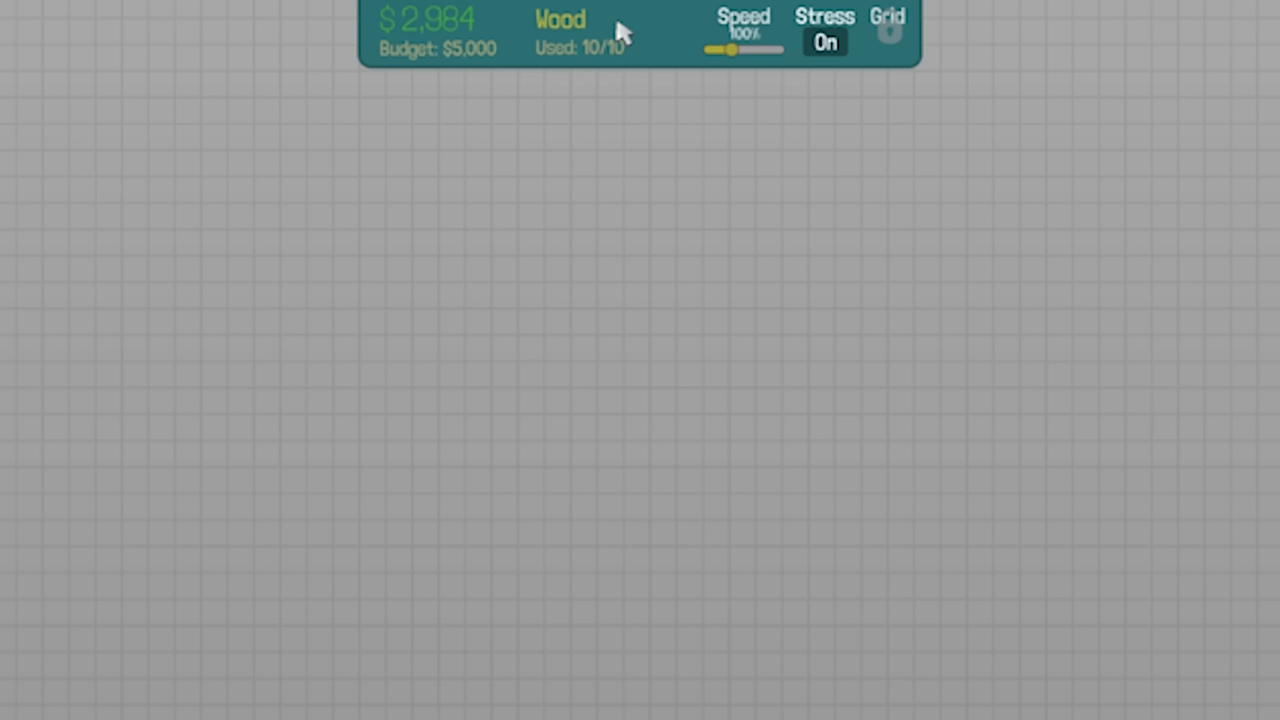 $ 2,984
Budget: $5,000
Wood
Used: 10/10
Speed
100%
Stress
On
Grid